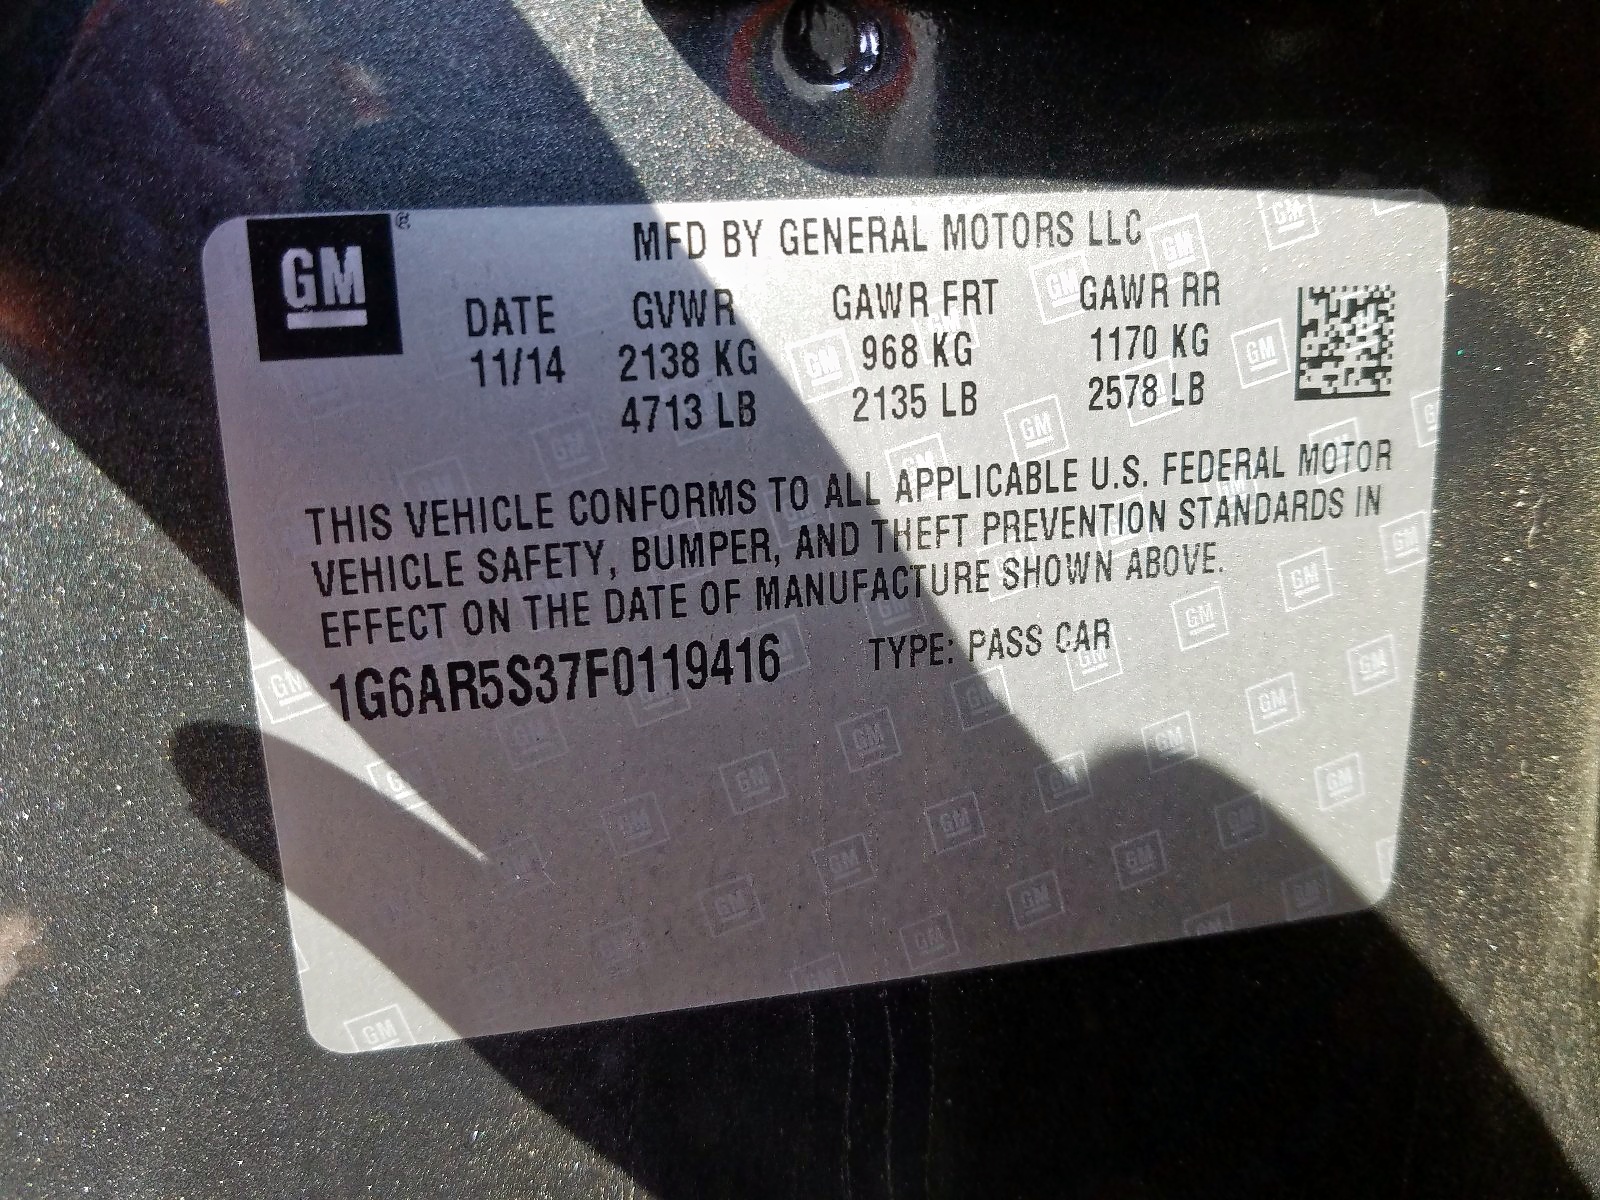 GM®
MFD BY GENERAL MOTORS LLC
DATE GVWR GAWR FRT GAWR RR
11/14 2138 KG 968 KG 1170 KG
4713 LB 2135 LB 2578 LB
THIS VEHICLE CONFORMS TO ALL APPLICABLE U.S. FEDERAL MOTOR
VEHICLE SAFETY, BUMPER, AND THEFT PREVENTION STANDARDS IN
EFFECT ON THE DATE OF MANUFACTURE SHOWN ABOVE.
1G6AR5S37F0119416 TYPE: PASS CAR